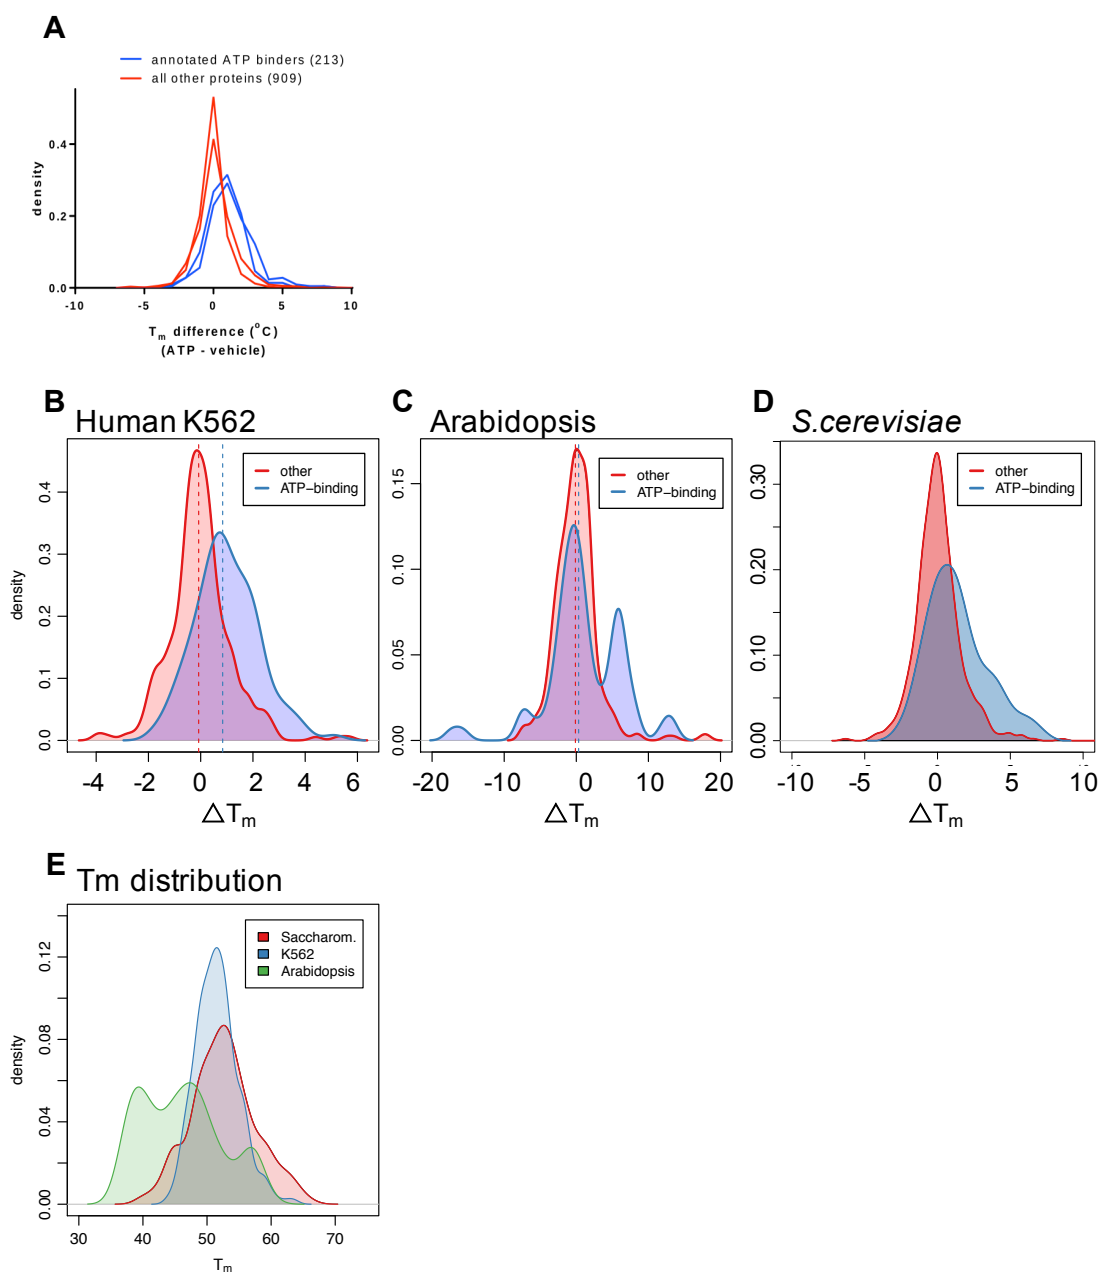 A
annotated ATP binders (213)
all other proteins (909)
density
0.4
0.2
0.0
-10 -5 0 5 10
Tm difference (°C)
(ATP - vehicle)
B Human K562
other
ATP–binding
density
0.4
0.3
0.2
0.1
0.0
-4 -2 0 2 4 6
△Tm
C Arabidopsis
other
ATP–binding
0.15
0.10
0.05
0.00
-20 -10 0 10 20
△Tm
D S.cerevisiae
other
ATP–binding
0.30
0.20
0.10
0.00
-10 -5 0 5 10
△Tm
E Tm distribution
Saccharom.
K562
Arabidopsis
density
0.12
0.08
0.04
0.00
30 40 50 60 70
Tm